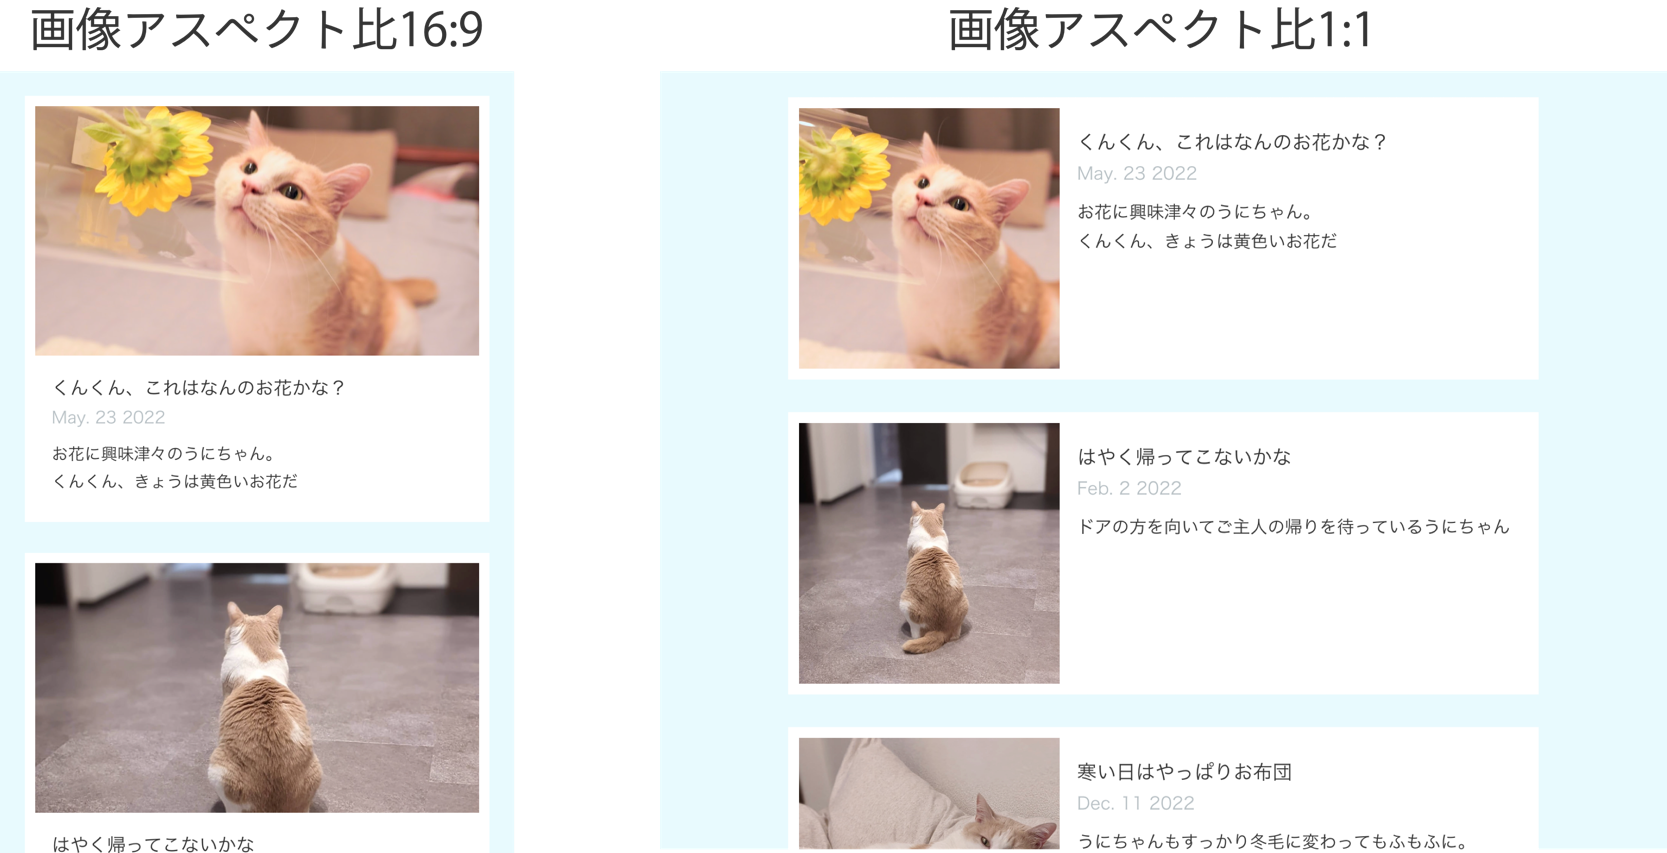 画像アスペクト比16:9
くんくん、これはなんのお花かな？
May. 23 2022
お花に興味津々のうにちゃん。
くんくん、きょうは黄色いお花だ
はやく帰ってこないかな
画像アスペクト比1:1
くんくん、これはなんのお花かな？
May. 23 2022
お花に興味津々のうにちゃん。
くんくん、きょうは黄色いお花だ
はやく帰ってこないかな
Feb. 2 2022
ドアの方を向いてご主人の帰りを待っているうにちゃん
寒い日はやっぱりお布団
Dec. 11 2022
うにちゃんもすっかり冬毛に変わってもふもふに。